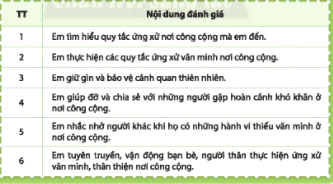 TT Nội dung đánh giá
1 Em tìm hiểu quy tắc ứng xử nơi công cộng mà em đến.
2 Em thực hiện các quy tắc ứng xử văn minh nơi công cộng.
3 Em giữ gìn và bảo vệ cảnh quan thiên nhiên.
4 Em giúp đỡ và chia sẻ với những người gặp hoàn cảnh khó khăn ở
nơi công cộng.
5 Em nhắc nhở người khác khi họ có những hành vi thiếu văn minh ở
nơi công cộng.
6 Em tuyên truyền, vận động bạn bè, người thân thực hiện ứng xử
văn minh, thân thiện nơi công cộng.